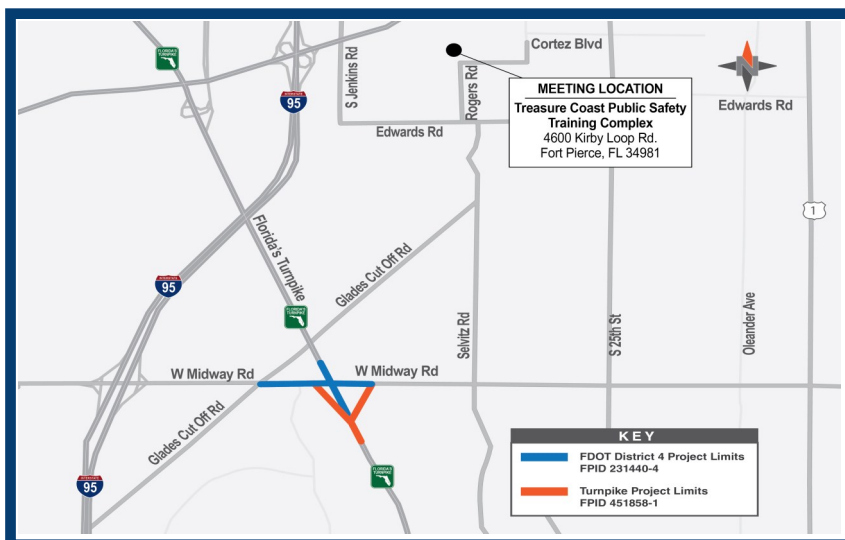 FLORIDA'S
TURNPIKE
S Jenkins Rd
Cortez Blvd
Rogers Rd
MEETING LOCATION
Treasure Coast Public Safety
Training Complex
4600 Kirby Loop Rd.
Fort Pierce, FL 34981
N
Edwards Rd
INTERSTATE
95
Edwards Rd
1
Florida's Turnpike
Glades Cut Off Rd
INTERSTATE
95
FLORIDA'S
TURNPIKE
Selvitz Rd
S 25th St
Oleander Ave
W Midway Rd
W Midway Rd
Glades Cut Off Rd
KEY
FDOT District 4 Project Limits
FPID 231440-4
Turnpike Project Limits
FPID 451858-1
FLORIDA'S
TURNPIKE
INTERSTATE
95